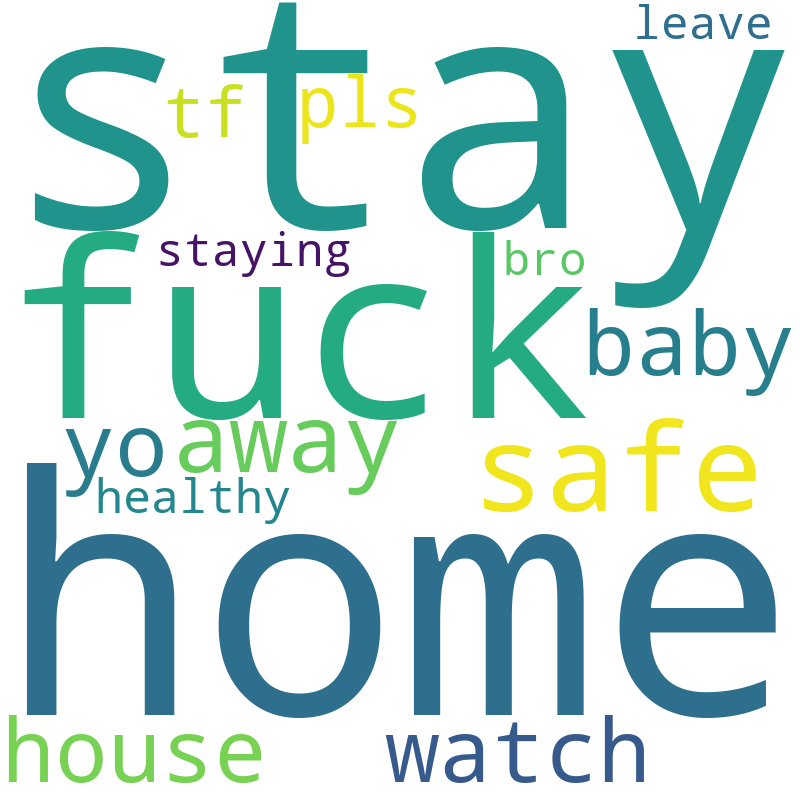 leave
stay
tf pls
staying bro
fuck
baby
yo away safe
healthy
home
house watch